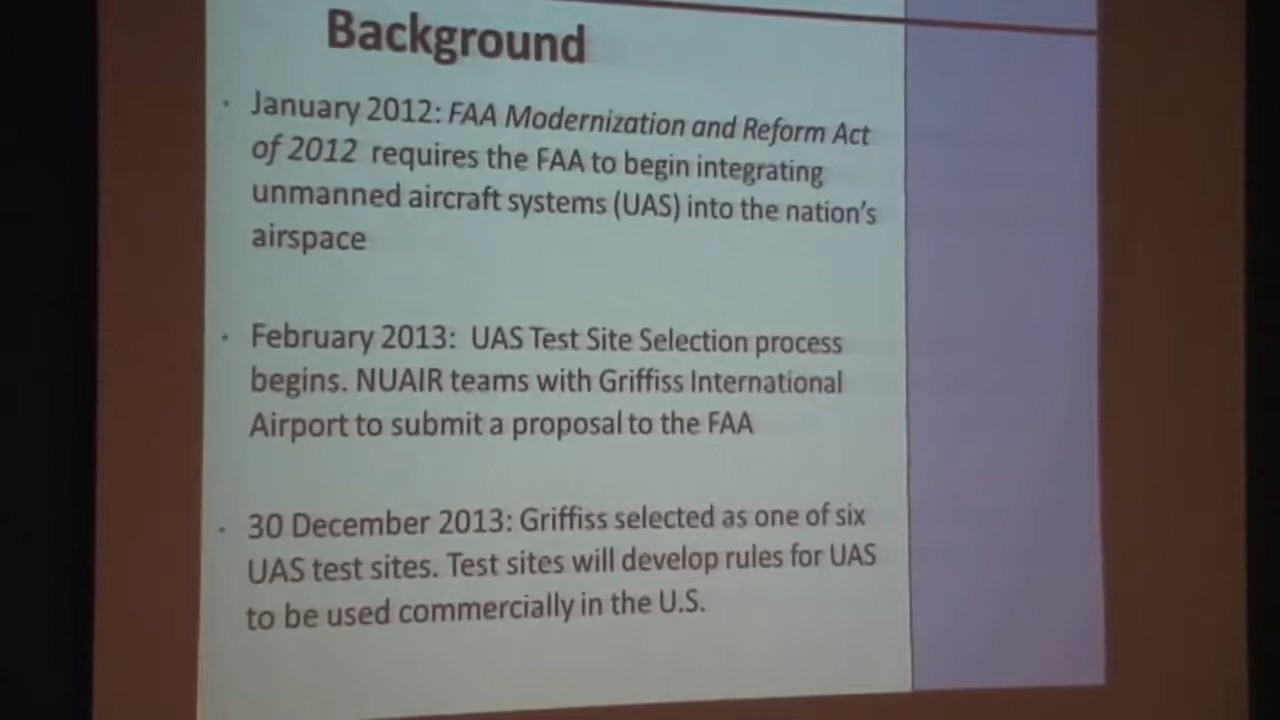 Background
· January 2012: FAA Modernization and Reform Act
of 2012 requires the FAA to begin integrating
unmanned aircraft systems (UAS) into the nation's
airspace
· February 2013: UAS Test Site Selection process
begins. NUAIR teams with Griffiss International
Airport to submit a proposal to the FAA
· 30 December 2013: Griffiss selected as one of six
UAS test sites. Test sites will develop rules for UAS
to be used commercially in the U.S.